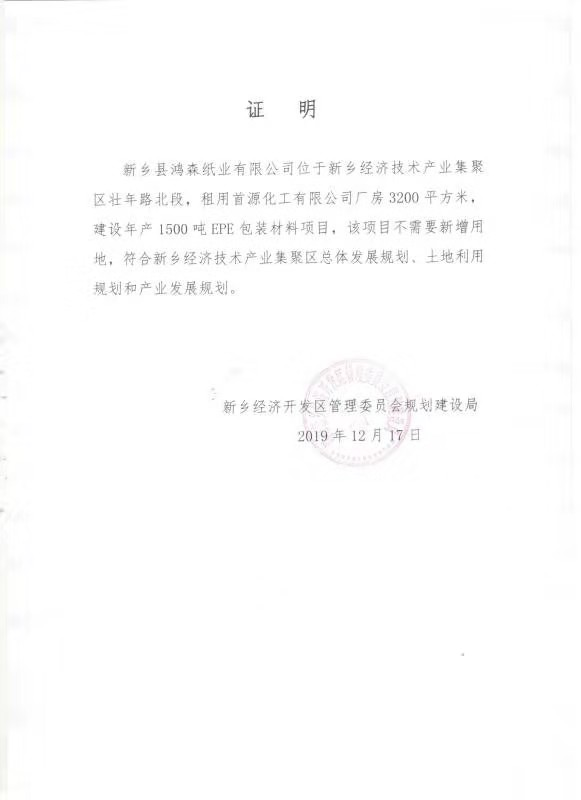 证 明
新乡县鸿森纸业有限公司位于新乡经济技术产业集聚
区壮年路北段，租用首源化工有限公司厂房 3200 平方米，
建设年产 1500 吨 EPE 包装材料项目，该项目不需要新增用
地，符合新乡经济技术产业集聚区总体发展规划、土地利用
规划和产业发展规划。
新乡经济开发区管理委员会规划建设局
2019 年 12 月 17 日